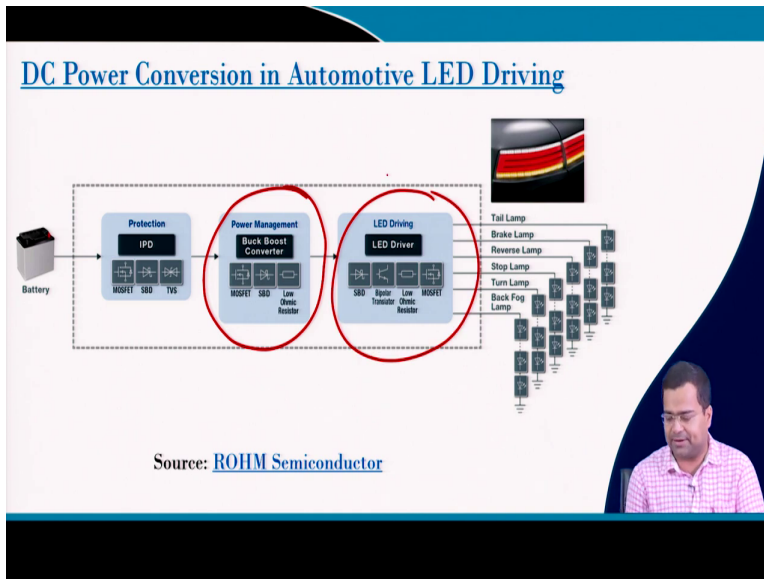 DC Power Conversion in Automotive LED Driving
Protection
IPD
MOSFET SBD TVS
Power Management
Buck Boost
Converter
MOSFET SBD Low
Ohmic
Resistor
LED Driving
LED Driver
SBD Bipolar Low MOSFET
Transistor Ohmic
Resistor
Battery
Tail Lamp
Brake Lamp
Reverse Lamp
Stop Lamp
Turn Lamp
Back Fog
Lamp
Source: ROHM Semiconductor